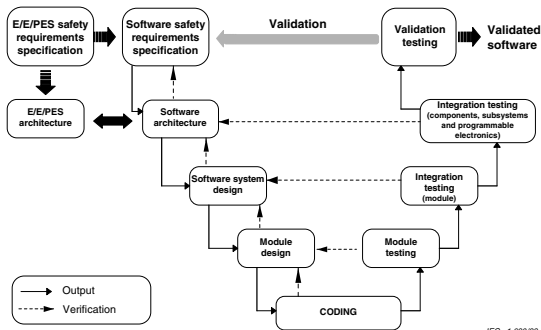 E/E/PES safety
requirements
specification
Software safety
requirements
specification
Validation
Validation
testing
Validated
software
E/E/PES
architecture
Software
architecture
Integration testing
(components, subsystems
and programmable
electronics)
Software system
design
Integration
testing
(module)
Module
design
Module
testing
CODING
Output
Verification